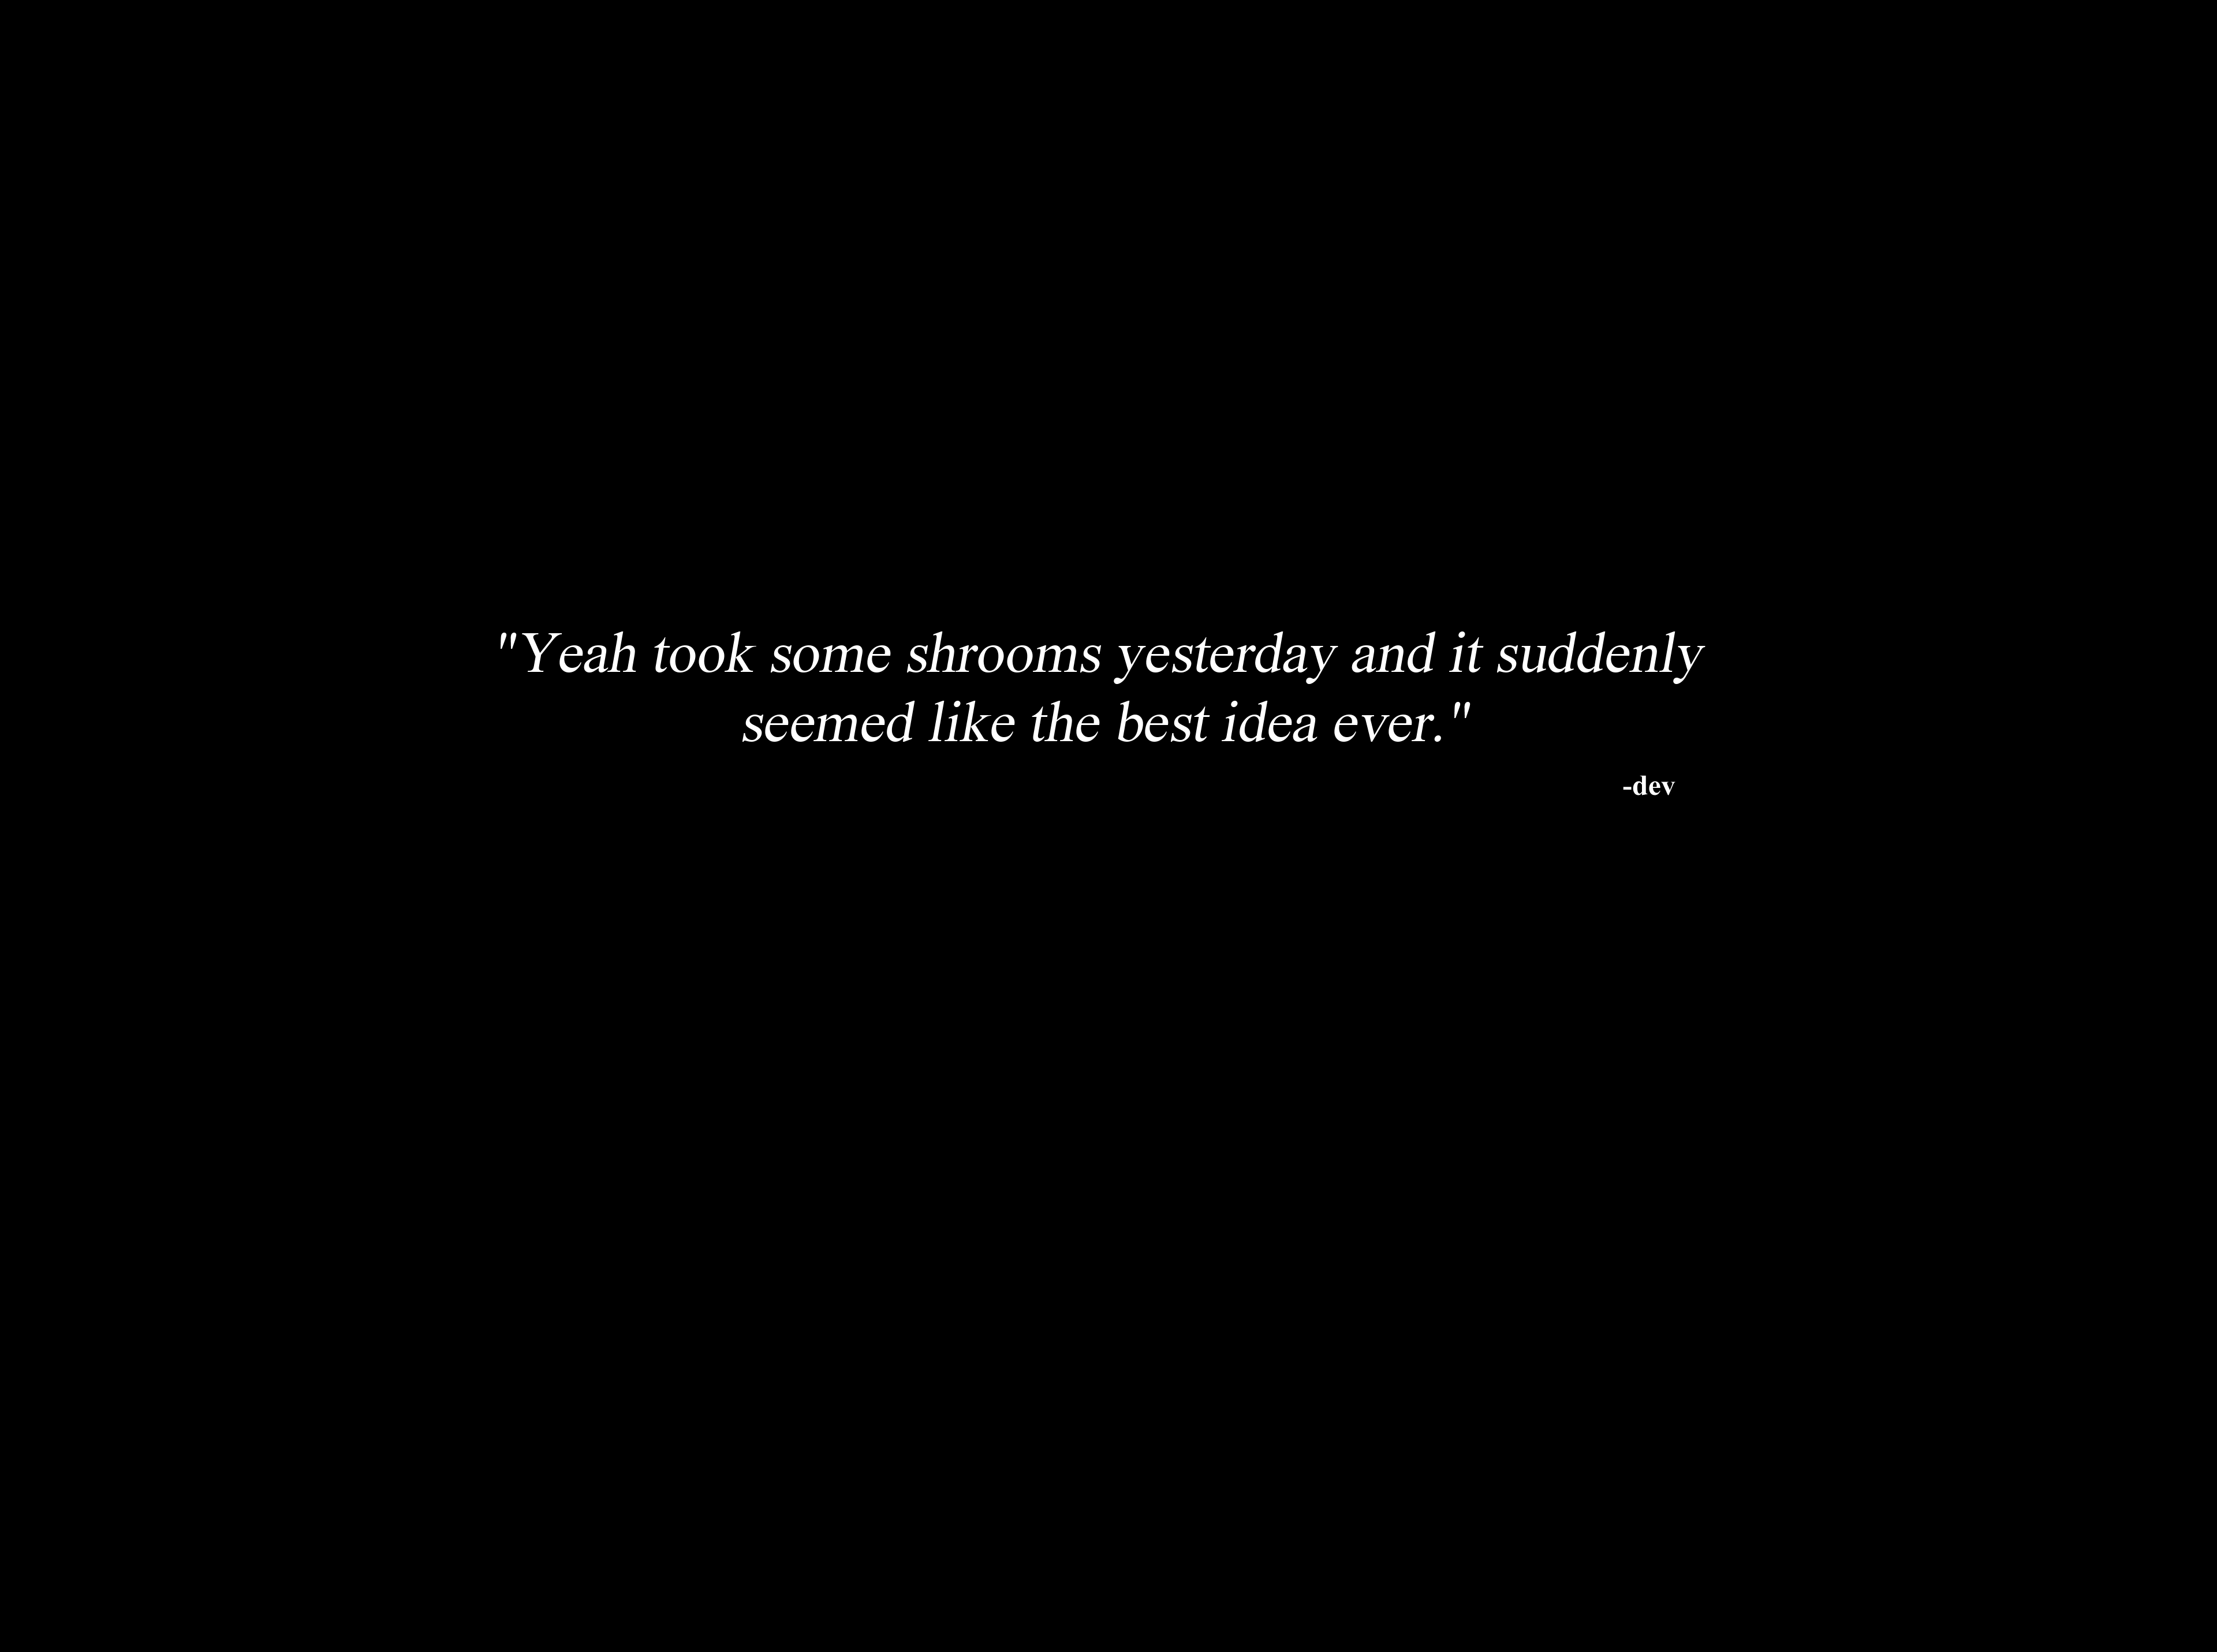 "Yeah took some shrooms yesterday and it suddenly
seemed like the best idea ever."
-dev